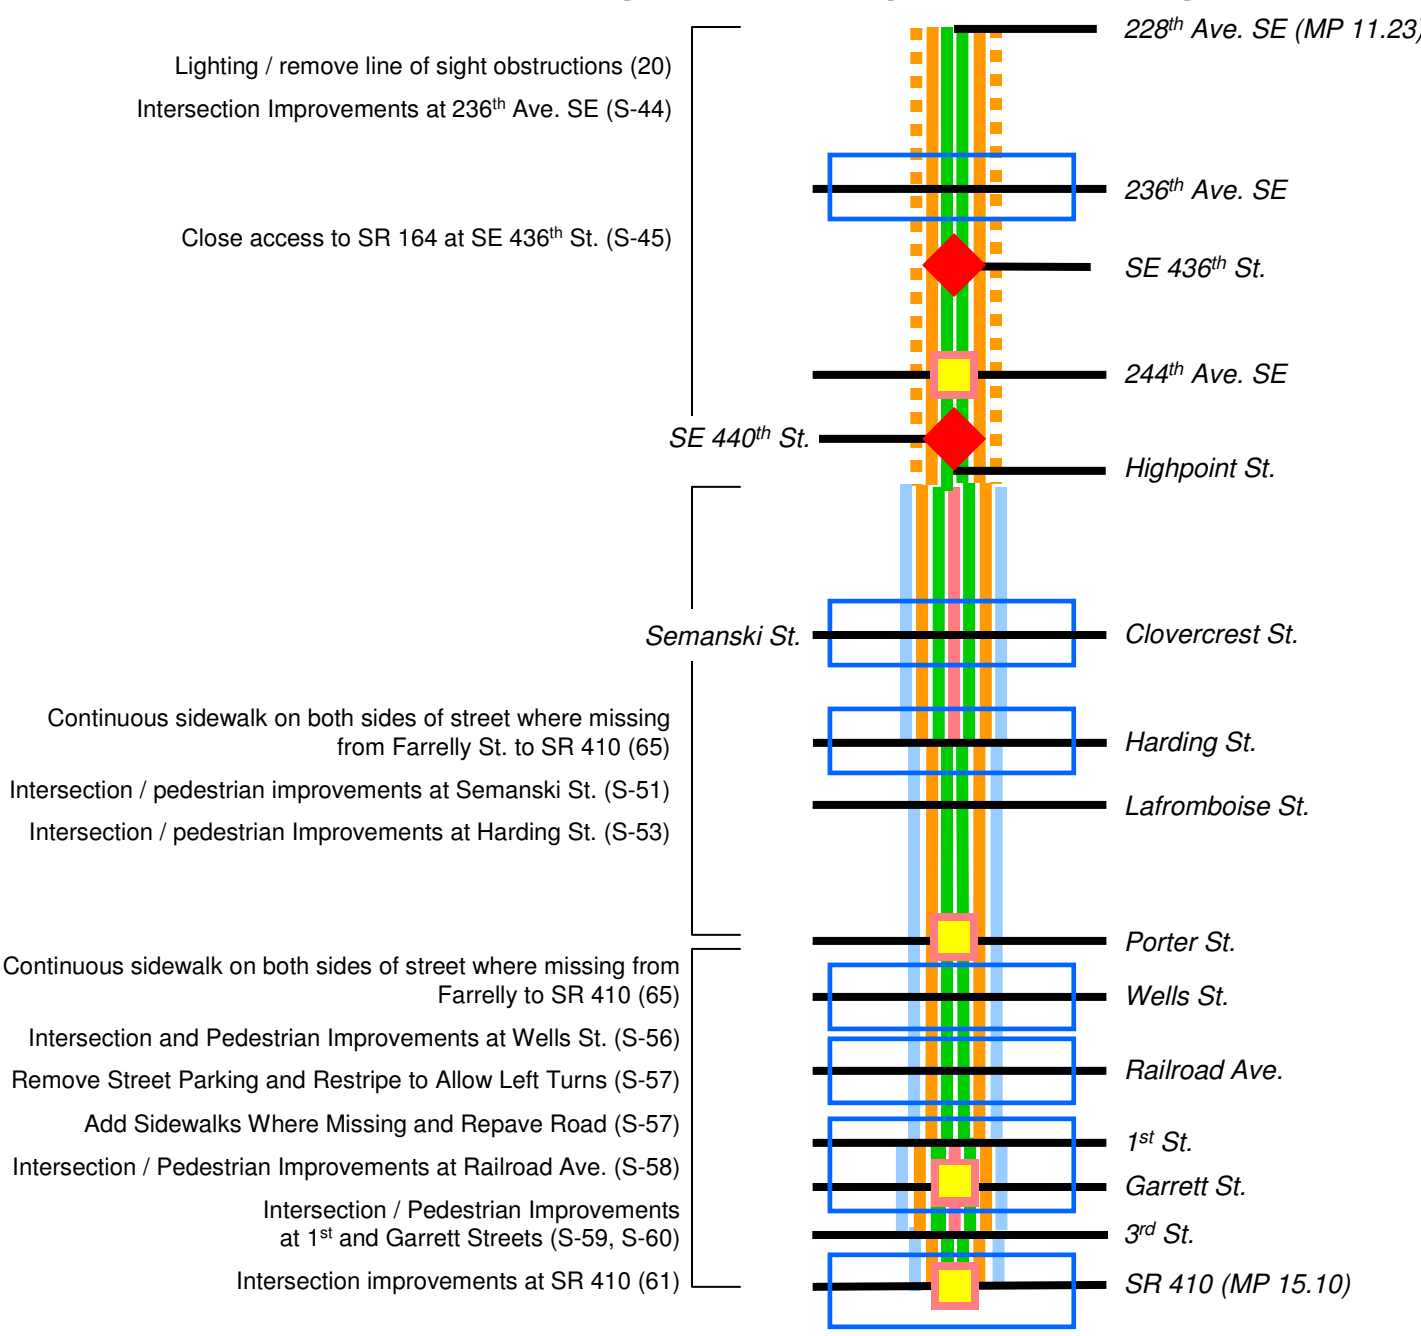 228th Ave. SE (MP 11.23)
Lighting / remove line of sight obstructions (20)
Intersection Improvements at 236th Ave. SE (S-44)
236th Ave. SE
Close access to SR 164 at SE 436th St. (S-45)
SE 436th St.
244th Ave. SE
SE 440th St.
Highpoint St.
Semanski St.
Clovercrest St.
Continuous sidewalk on both sides of street where missing
from Farrelly St. to SR 410 (65)
Harding St.
Intersection / pedestrian improvements at Semanski St. (S-51)
Lafromboise St.
Intersection / pedestrian Improvements at Harding St. (S-53)
Porter St.
Continuous sidewalk on both sides of street where missing from
Farrelly to SR 410 (65)
Wells St.
Intersection and Pedestrian Improvements at Wells St. (S-56)
Railroad Ave.
Remove Street Parking and Restripe to Allow Left Turns (S-57)
Add Sidewalks Where Missing and Repave Road (S-57)
1st St.
Intersection / Pedestrian Improvements at Railroad Ave. (S-58)
Garrett St.
Intersection / Pedestrian Improvements
at 1st and Garrett Streets (S-59, S-60)
3rd St.
Intersection improvements at SR 410 (61)
SR 410 (MP 15.10)